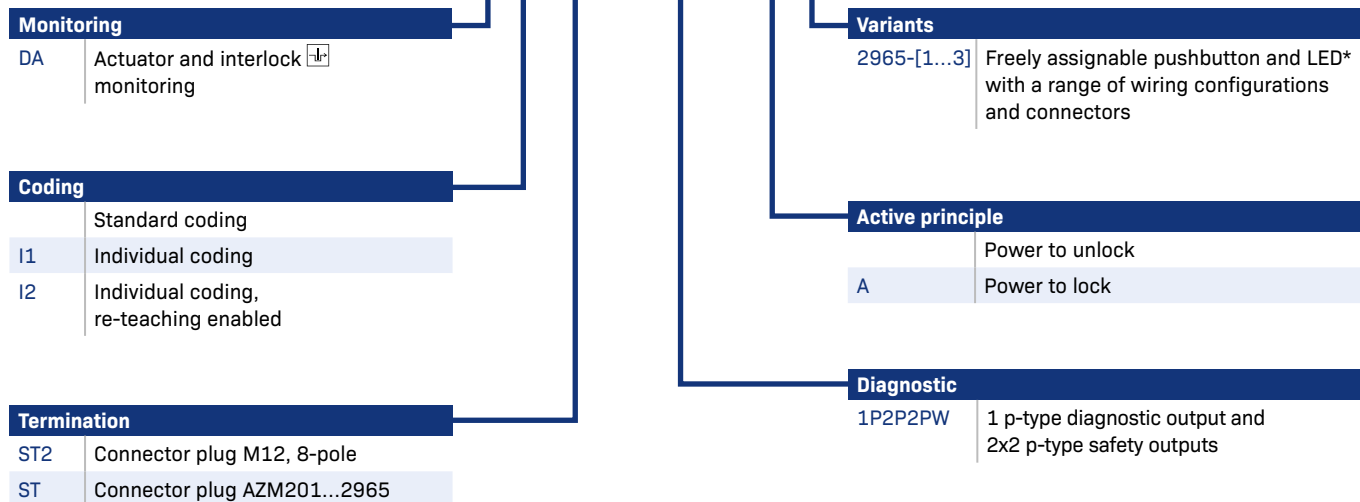 Monitoring
DA Actuator and interlock
monitoring
Coding
Standard coding
I1 Individual coding
I2 Individual coding,
re-teaching enabled
Termination
ST2 Connector plug M12, 8-pole
ST Connector plug AZM201...2965
Variants
2965-[1...3] Freely assignable pushbutton and LED*
with a range of wiring configurations
and connectors
Active principle
Power to unlock
A Power to lock
Diagnostic
1P2P2PW 1 p-type diagnostic output and
2x2 p-type safety outputs